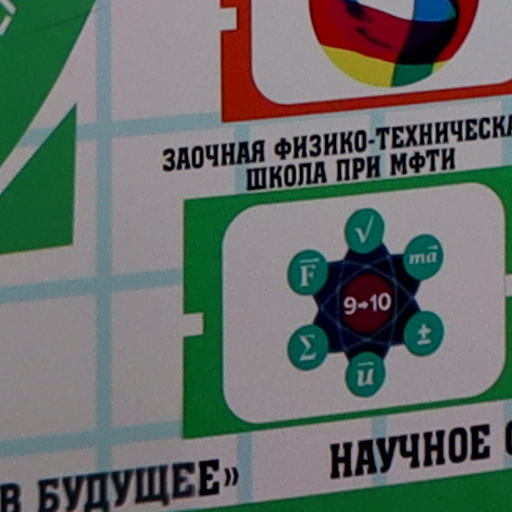 ЗАОЧНАЯ ФИЗИКО-ТЕХНИЧЕСКА
ШКОЛА ПРИ МФТИ
√
F⃗ ma⃗
9→10
Σ ±
u⃗
В БУДУЩЕЕ» НАУЧНОЕ